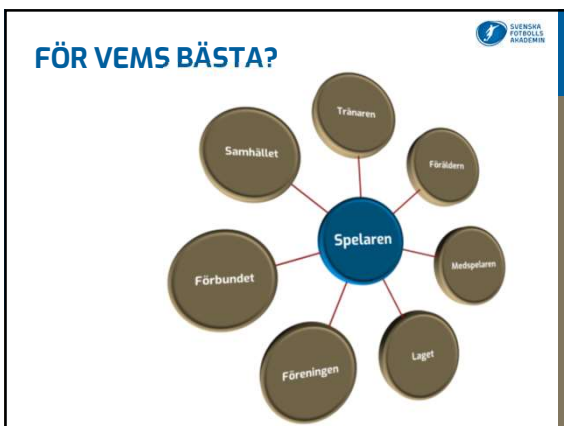 SVENSKA
FOTBOLLS
AKADEMIN
FÖR VEMS BÄSTA?
Tränaren
Samhället
Föräldern
Spelaren
Medspelaren
Förbundet
Laget
Föreningen